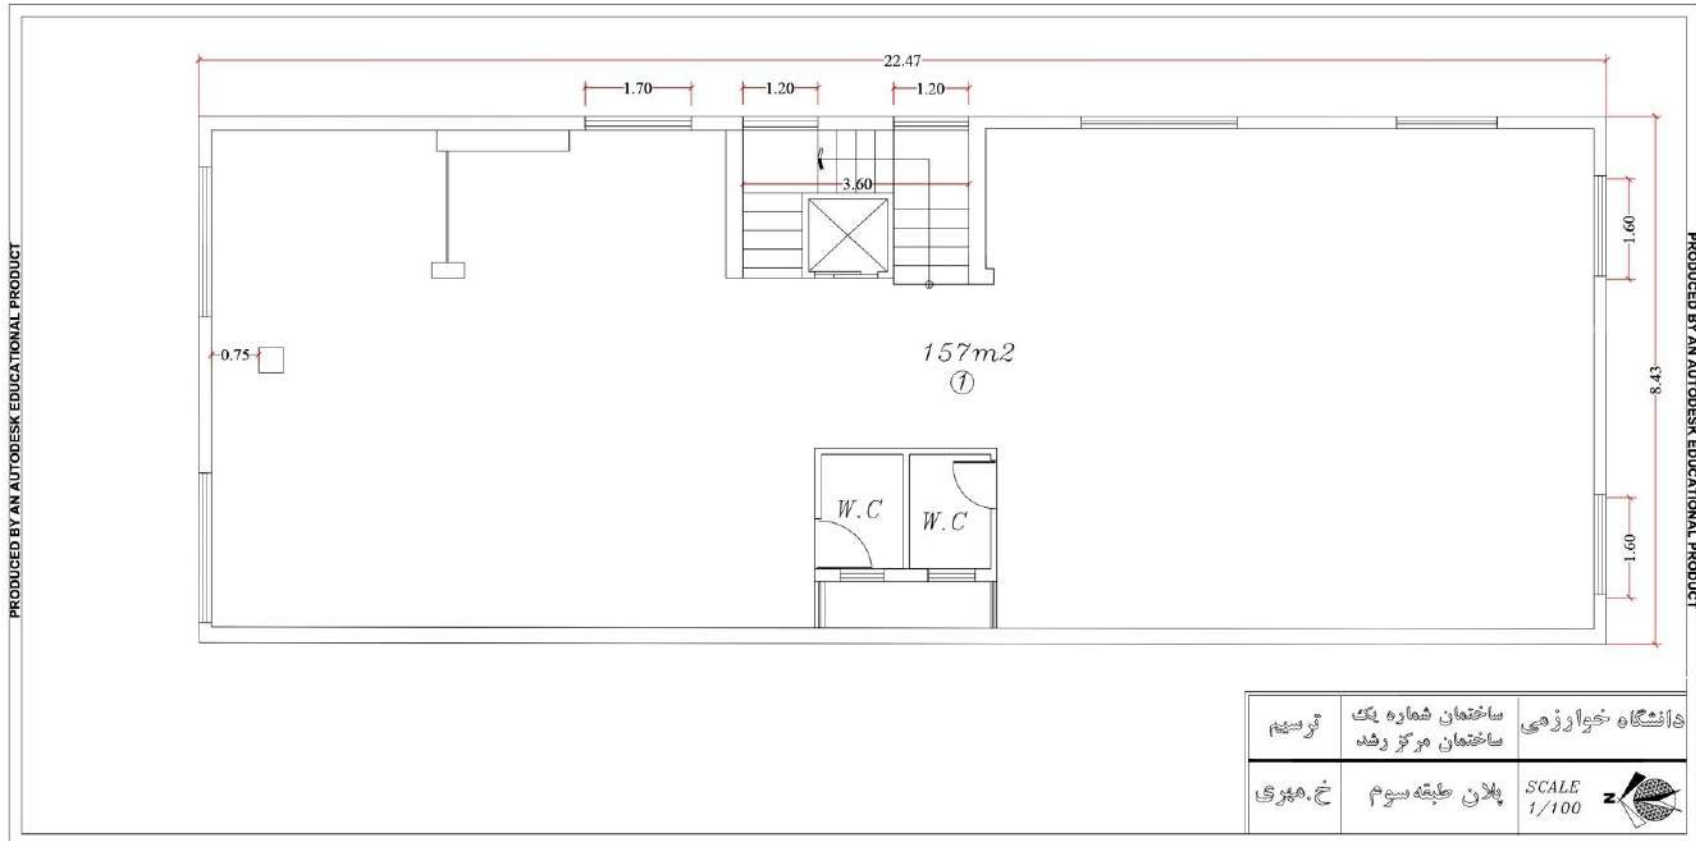 22.47
1.70
1.20
1.20
3.60
1.60
0.75
157m2
1
8.43
W.C
W.C
1.60
PRODUCED BY AN AUTODESK EDUCATIONAL PRODUCT
PRODUCED BY AN AUTODESK EDUCATIONAL PRODUCT
دانشگاه خوارزمی
ساختمان شماره یک
ساختمان مرکز رشد
ترسیم
SCALE
1/100
N
پلان طبقه سوم
خ.مهری